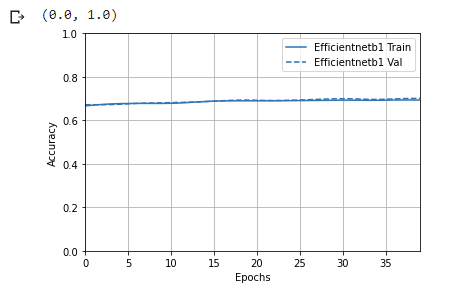 (0.0, 1.0)
1.0
0.8
0.6
0.4
0.2
0.0
Accuracy
Efficientnetb1 Train
Efficientnetb1 Val
0 5 10 15 20 25 30 35
Epochs